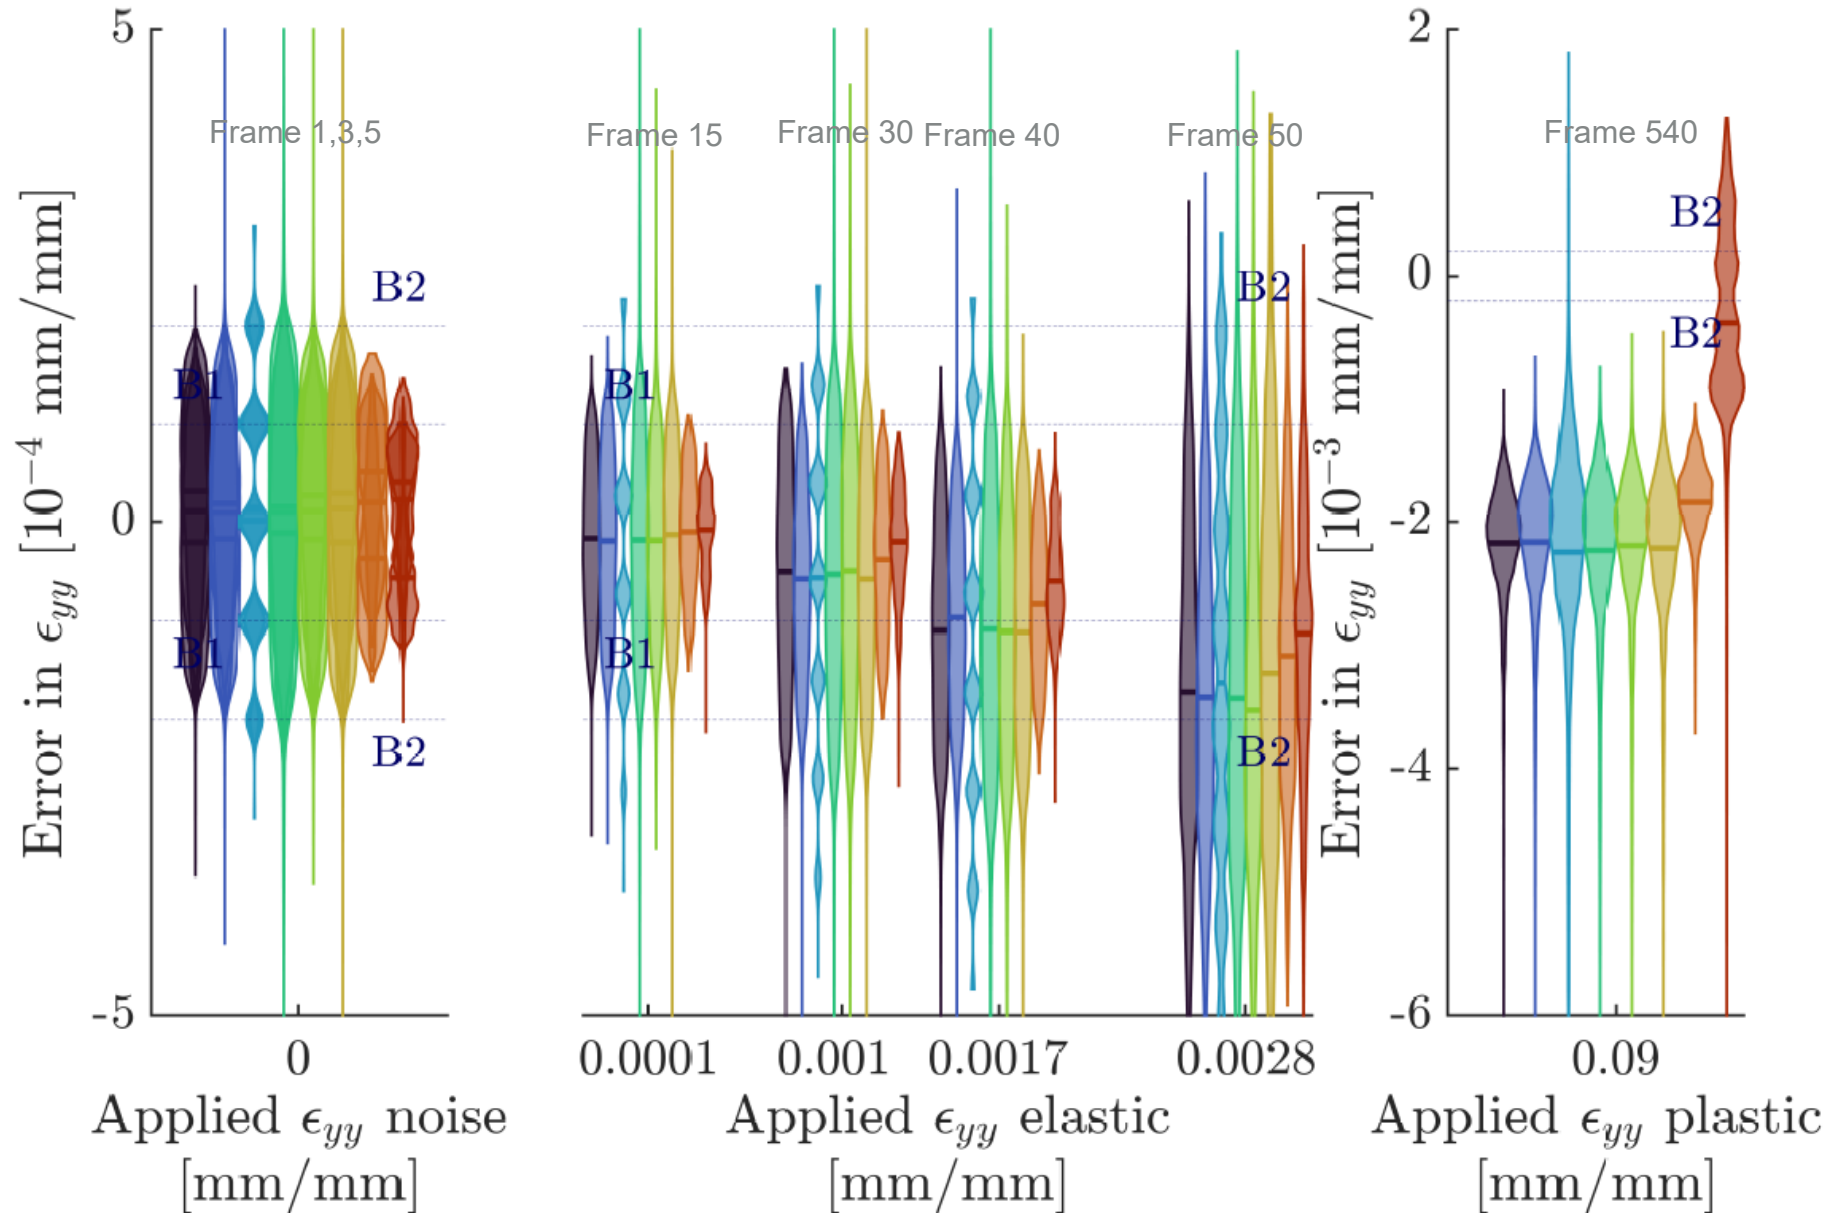 5
0
-5
Error in ϵyy [10−4 mm/mm]
Frame 1,3,5
B2
B1
B1
B2
0
Applied ϵyy noise
[mm/mm]
Frame 15
Frame 30
Frame 40
Frame 50
B1
B1
B2
B2
0.0001
0.001
0.0017
0.0028
Applied ϵyy elastic
[mm/mm]
2
0
-2
-4
-6
Error in ϵyy [10−3 mm/mm]
Frame 540
B2
B2
0.09
Applied ϵyy plastic
[mm/mm]